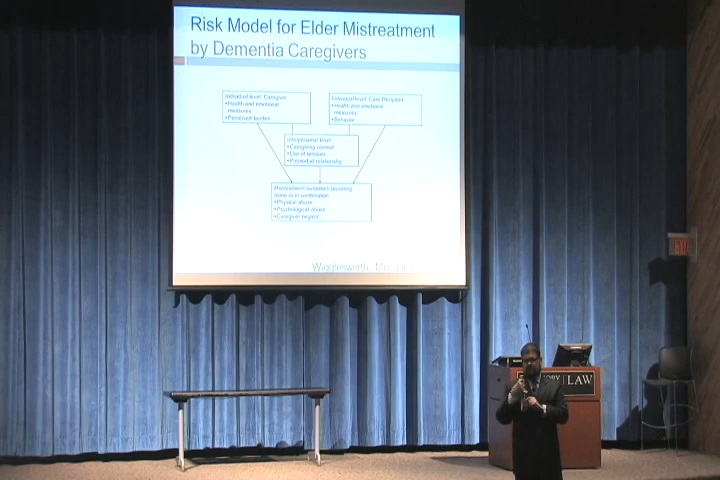 Risk Model for Elder Mistreatment
by Dementia Caregivers
Individual level: Caregiver
•Health and emotional
measures
•Perceived burden
Individual level: Care Recipient
•Health and emotional
measures
•Behavior
Interpersonal level
•Caregiving context
•Use of services
•Premorbid relationship
Mistreatment outcomes occurring
alone or in combination
•Physical abuse
•Psychological abuse
•Caregiver neglect
Wigglesworth,
LAW
EXIT